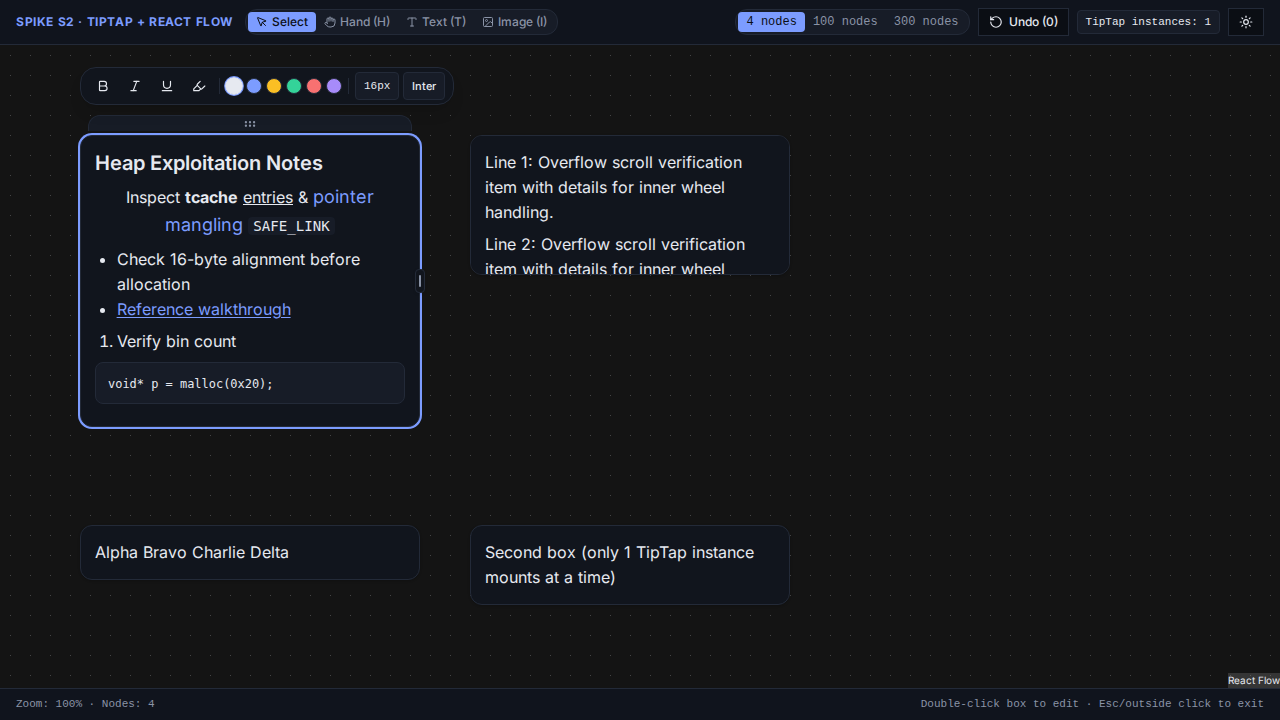 SPIKE S2 · TIPTAP + REACT FLOW
Select
Hand (H)
Text (T)
Image (I)
4 nodes
100 nodes
300 nodes
Undo (0)
TipTap instances: 1
B
I
U
16px
Inter
Heap Exploitation Notes
Inspect tcache entries & pointer
mangling SAFE_LINK
• Check 16-byte alignment before
allocation
• Reference walkthrough
1. Verify bin count
void* p = malloc(0x20);
Line 1: Overflow scroll verification
item with details for inner wheel
handling.
Line 2: Overflow scroll verification
item with details for inner wheel
Alpha Bravo Charlie Delta
Second box (only 1 TipTap instance
mounts at a time)
React Flow
Zoom: 100% · Nodes: 4
Double-click box to edit · Esc/outside click to exit